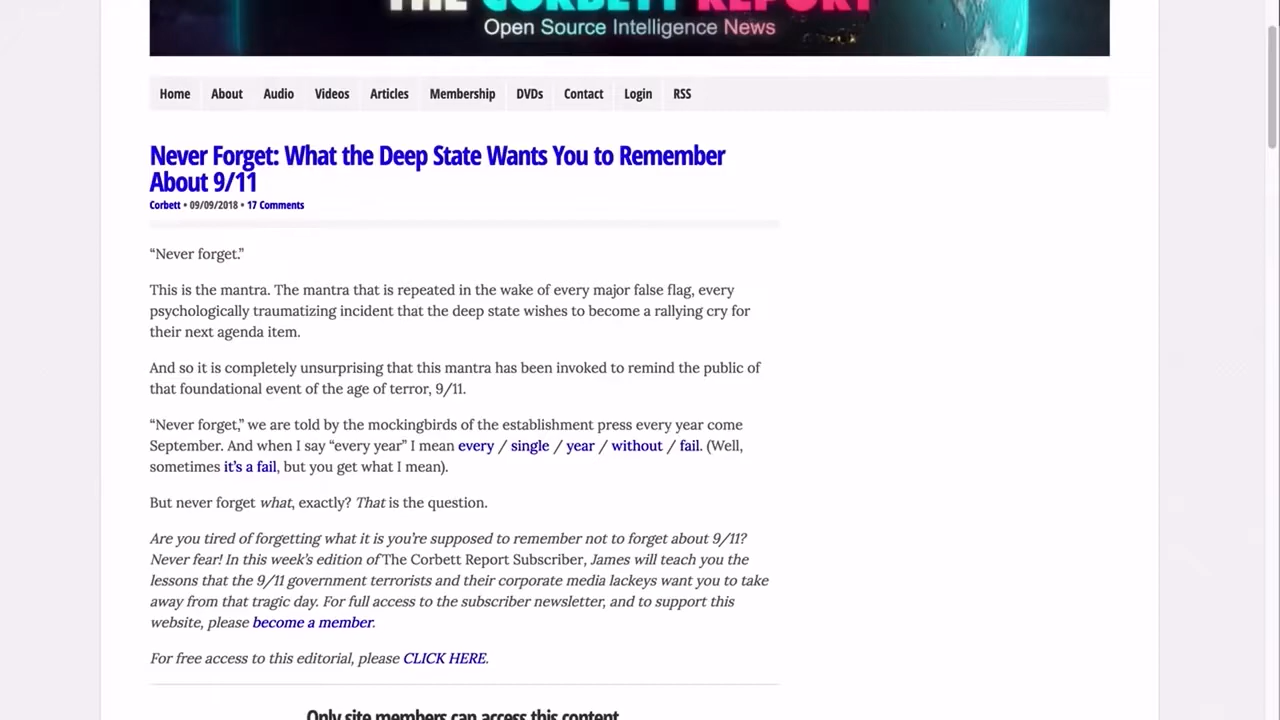 THE CORBETT REPORT
Open Source Intelligence News
Home About Audio Videos Articles Membership DVDs Contact Login RSS
Never Forget: What the Deep State Wants You to Remember
About 9/11
Corbett • 09/09/2018 • 17 Comments
“Never forget.”
This is the mantra. The mantra that is repeated in the wake of every major false flag, every
psychologically traumatizing incident that the deep state wishes to become a rallying cry for
their next agenda item.
And so it is completely unsurprising that this mantra has been invoked to remind the public of
that foundational event of the age of terror, 9/11.
“Never forget,” we are told by the mockingbirds of the establishment press every year come
September. And when I say “every year” I mean every / single / year / without / fail. (Well,
sometimes it’s a fail, but you get what I mean).
But never forget what, exactly? That is the question.
Are you tired of forgetting what it is you’re supposed to remember not to forget about 9/11?
Never fear! In this week’s edition of The Corbett Report Subscriber, James will teach you the
lessons that the 9/11 government terrorists and their corporate media lackeys want you to take
away from that tragic day. For full access to the subscriber newsletter, and to support this
website, please become a member.
For free access to this editorial, please CLICK HERE.
Only site members can access this content